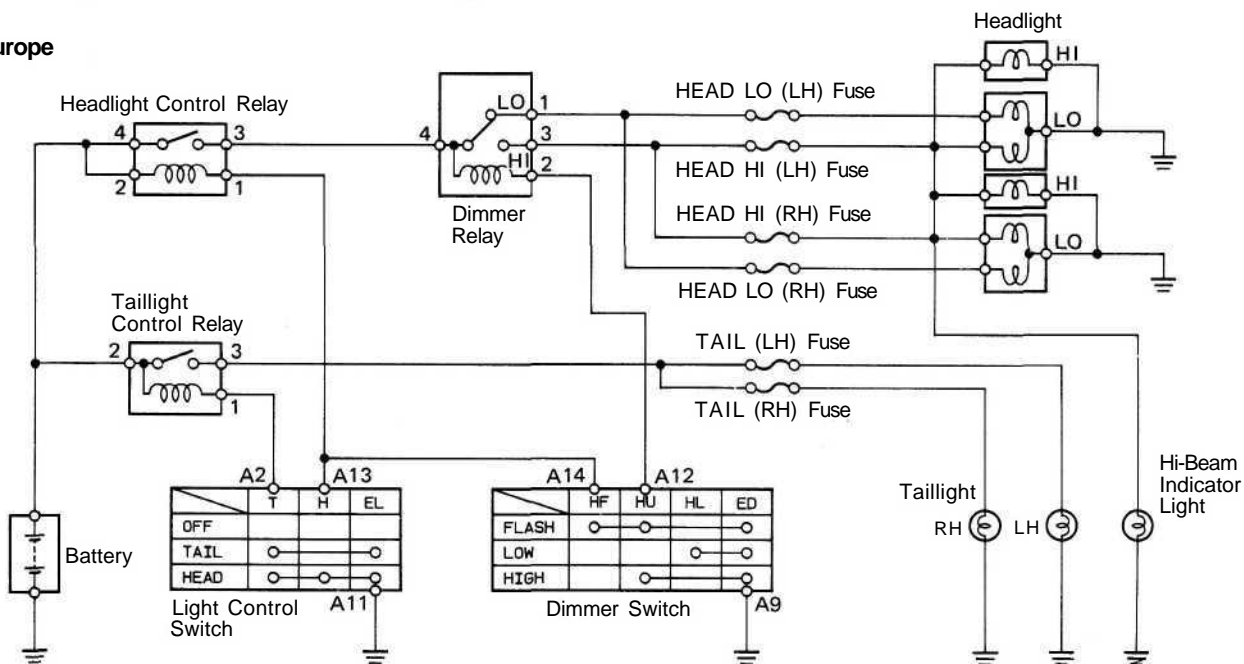 Headlight
urope
HI
HEAD LO (LH) Fuse
Headlight Control Relay
LO
1
4
3
4
3
LO
HI
2
1
2
HEAD HI (LH) Fuse
HI
Dimmer
Relay
HEAD HI (RH) Fuse
LO
HEAD LO (RH) Fuse
Taillight
Control Relay
2
3
1
TAIL (LH) Fuse
TAIL (RH) Fuse
A2
A13
A14
A12
T H EL
HF HU HL ED
OFF
TAIL
HEAD
FLASH
LOW
HIGH
Battery
Light Control
Switch
A11
Dimmer Switch
A9
Taillight
RH
LH
Hi-Beam
Indicator
Light